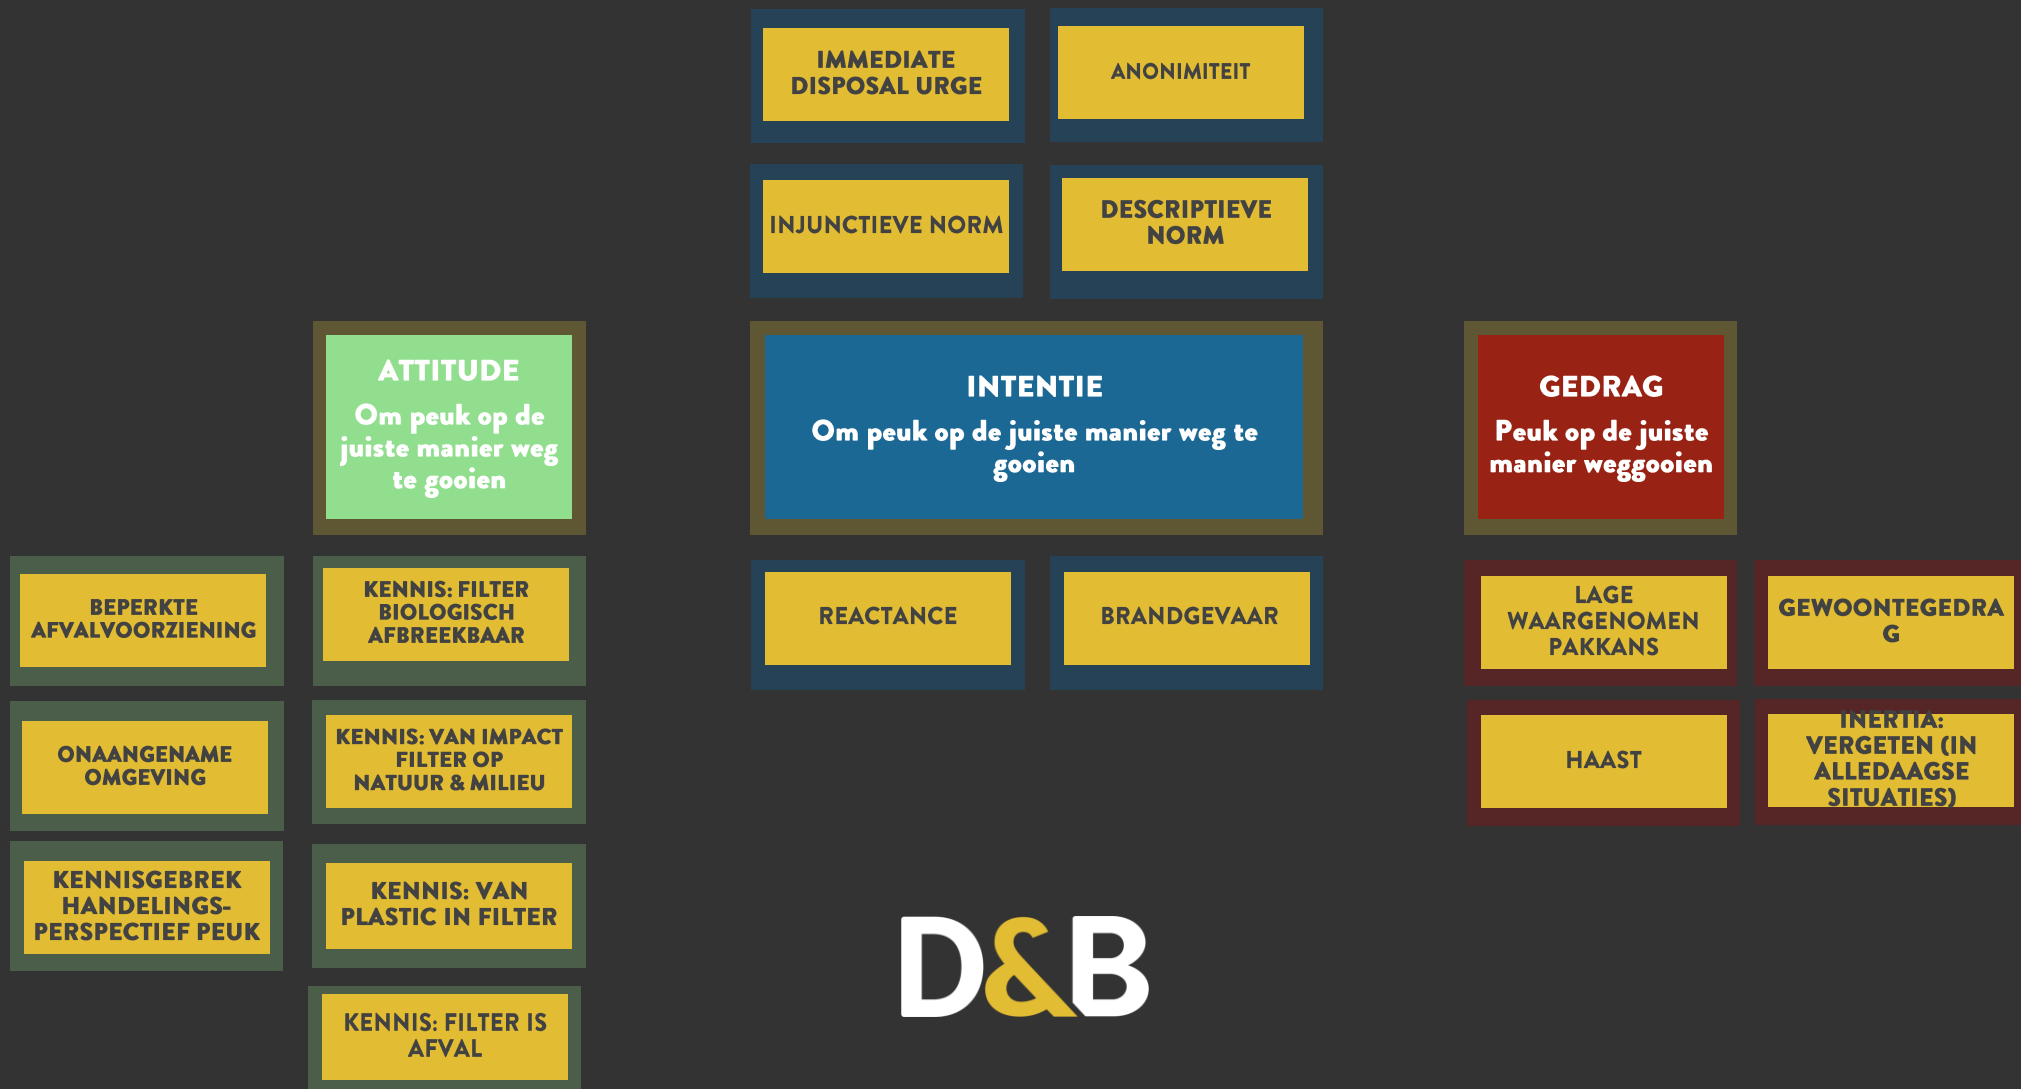 IMMEDIATE
DISPOSAL URGE
ANONIMITEIT
INJUNCTIEVE NORM
DESCRIPTIEVE
NORM
ATTITUDE
Om peuk op de
juiste manier weg
te gooien
INTENTIE
Om peuk op de juiste manier weg te
gooien
GEDRAG
Peuk op de juiste
manier weggooien
BEPERKTE
AFVALVOORZIENING
KENNIS: FILTER
BIOLOGISCH
AFBREEKBAAR
REACTANCE
BRANDGEVAAR
LAGE
WAARGENOMEN
PAKKANS
GEWOONTEGEDRA
G
ONAANGENAME
OMGEVING
KENNIS: VAN IMPACT
FILTER OP
NATUUR & MILIEU
HAAST
INERTIA:
VERGETEN (IN
ALLEDAAGSE
SITUATIES)
KENNISGEBREK
HANDELINGS-
PERSPECTIEF PEUK
KENNIS: VAN
PLASTIC IN FILTER
KENNIS: FILTER IS
AFVAL
D&B